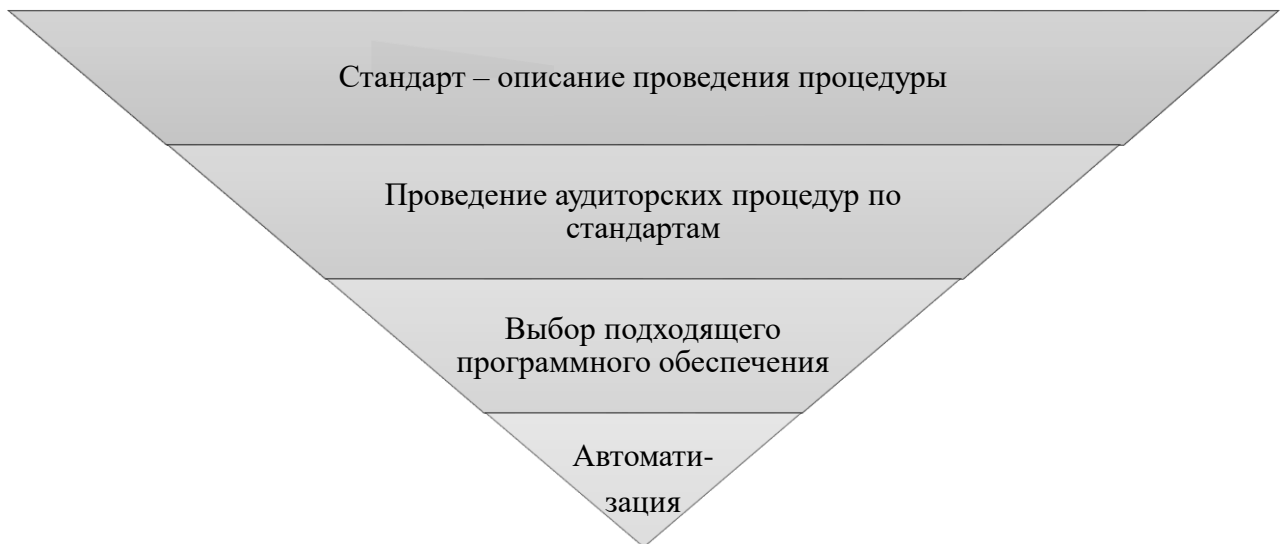 Стандарт – описание проведения процедуры
Проведение аудиторских процедур по
стандартам
Выбор подходящего
программного обеспечения
Автомати-
зация